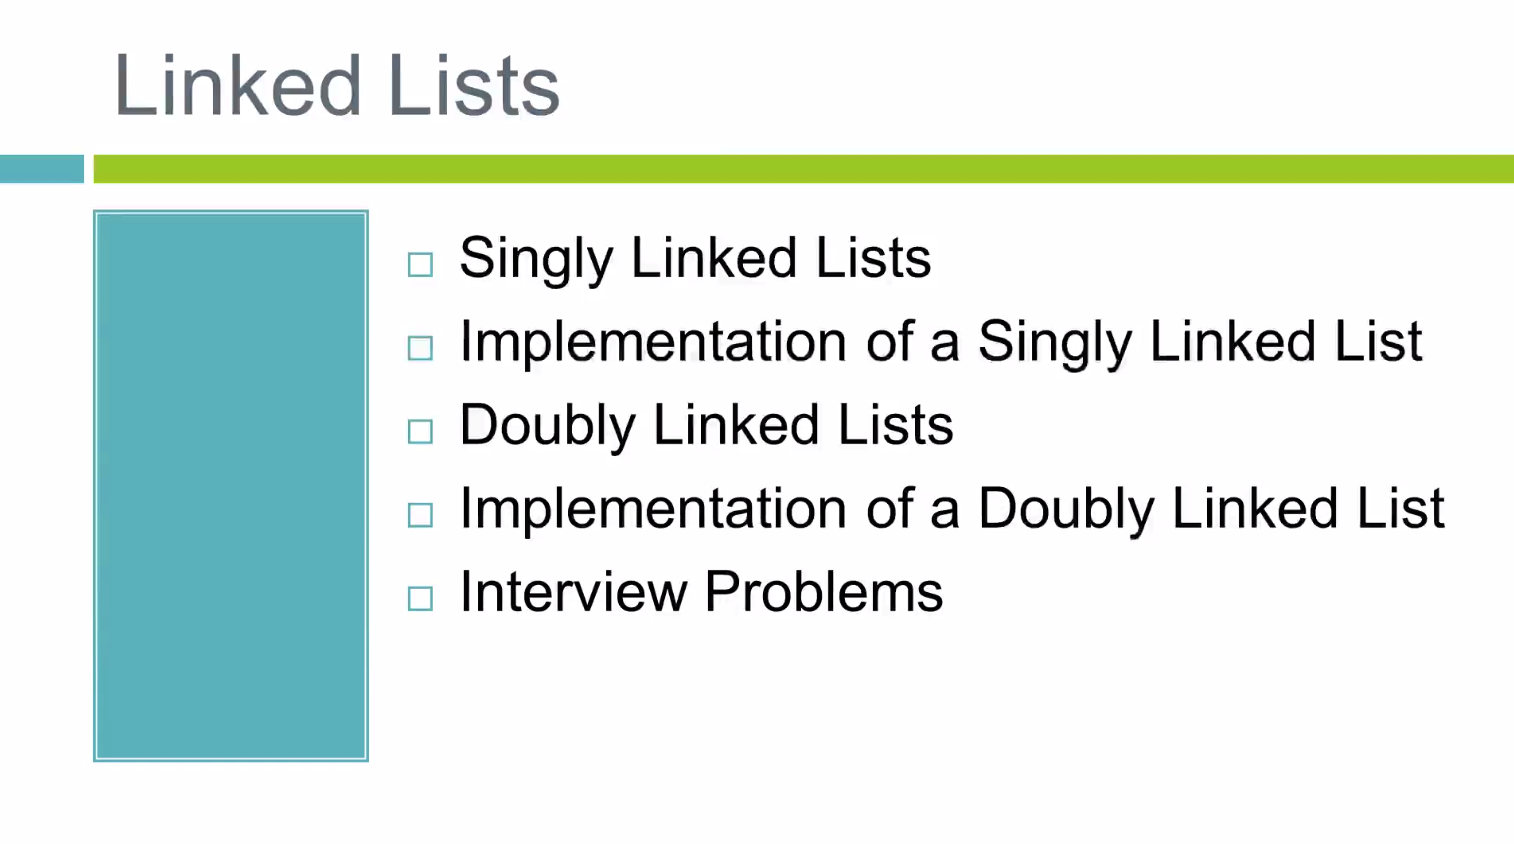 Linked Lists
Singly Linked Lists
Implementation of a Singly Linked List
Doubly Linked Lists
Implementation of a Doubly Linked List
Interview Problems